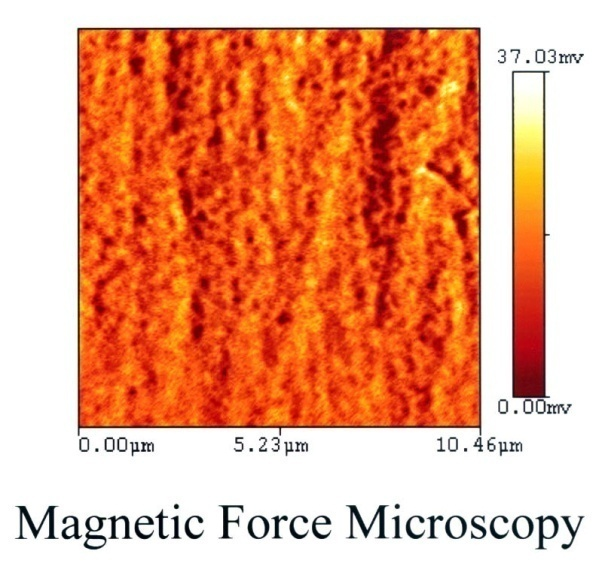 37.03mv
0.00mv
0.00µm 5.23µm 10.46µm
Magnetic Force Microscopy